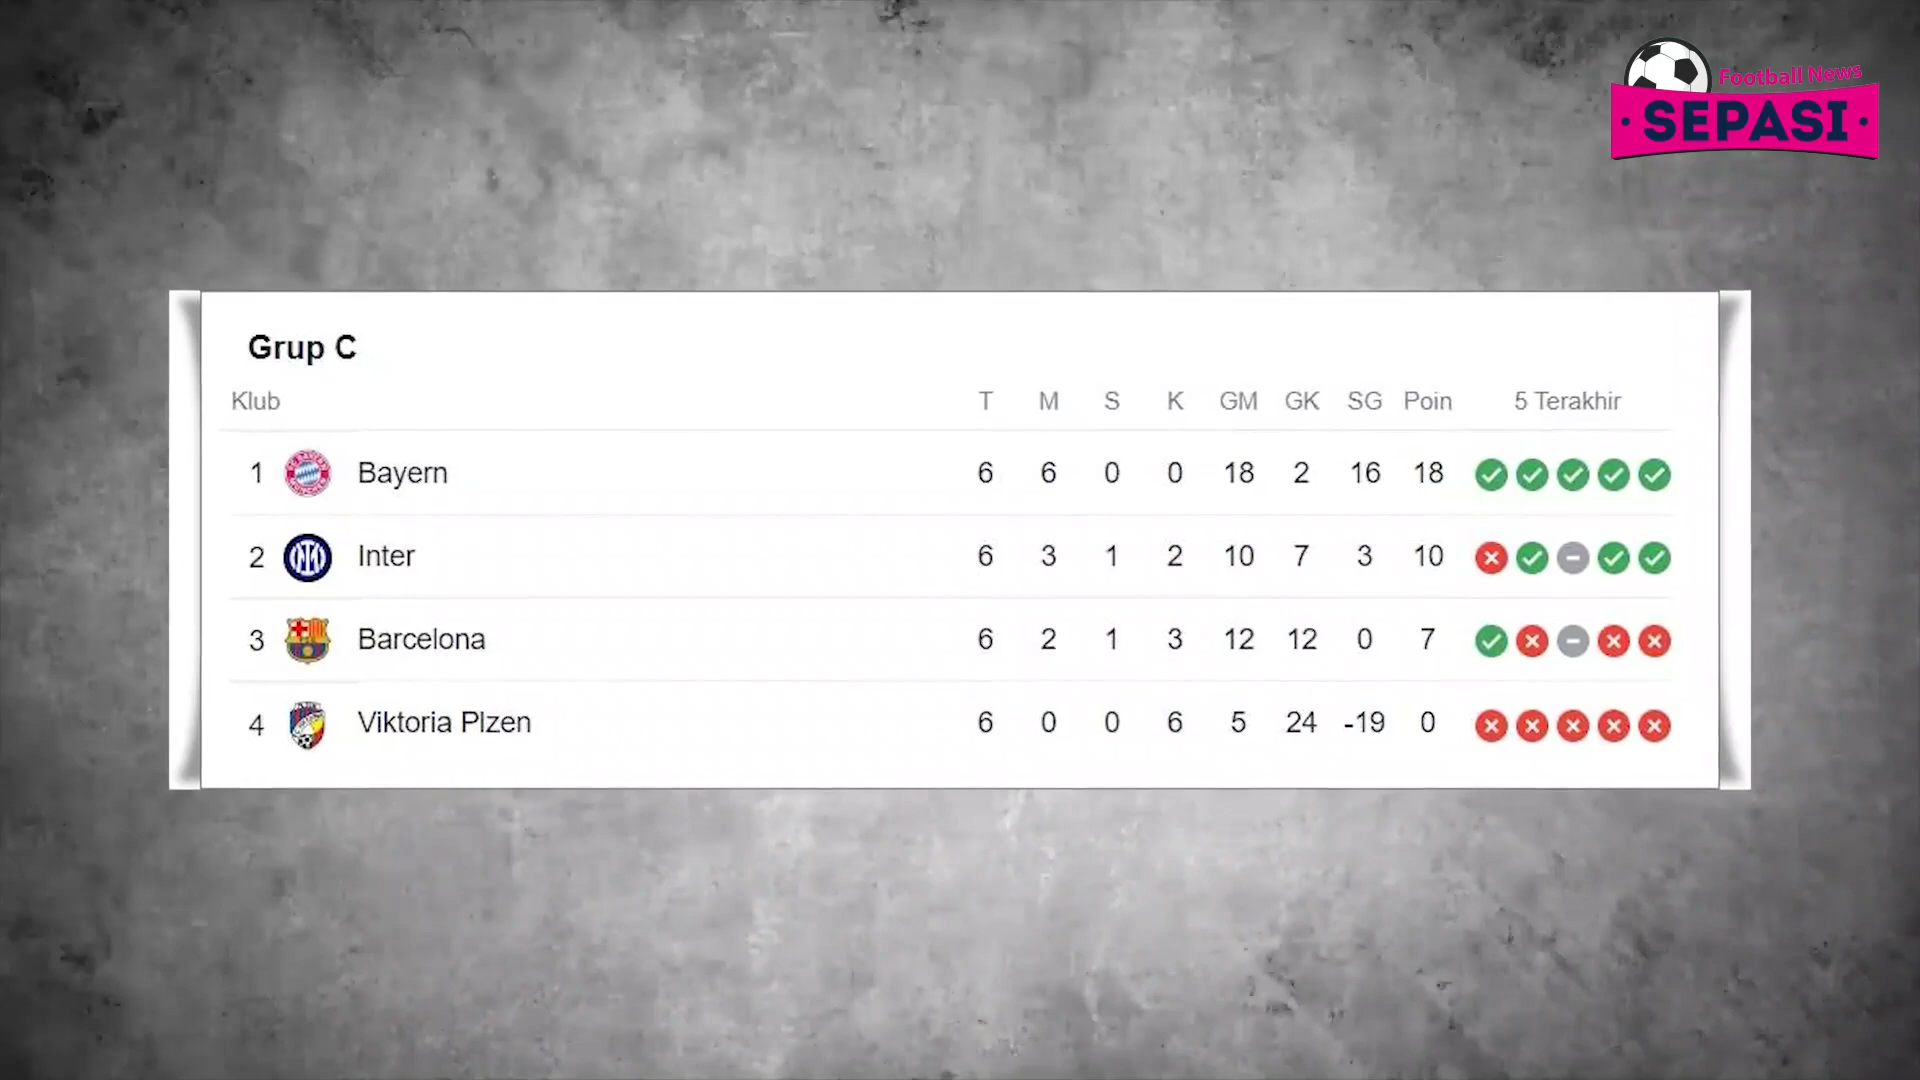 Football News
• SEPASI •
Grup C
Klub T M S K GM GK SG Poin 5 Terakhir
1 Bayern 6 6 0 0 18 2 16 18
2 Inter 6 3 1 2 10 7 3 10
3 Barcelona 6 2 1 3 12 12 0 7
4 Viktoria Plzen 6 0 0 6 5 24 -19 0